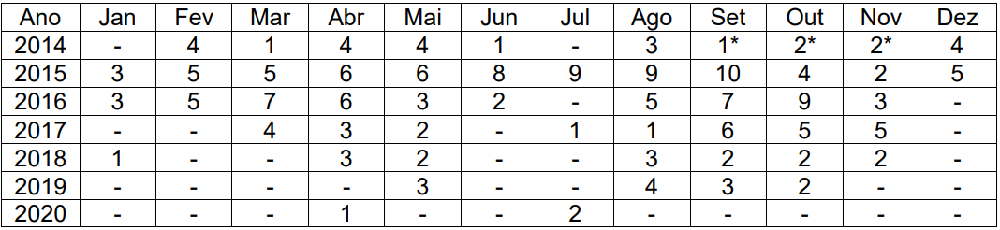 Ano Jan Fev Mar Abr Mai Jun Jul Ago Set Out Nov Dez
2014 - 4 1 4 4 1 - 3 1* 2* 2* 4
2015 3 5 5 6 6 8 9 9 10 4 2 5
2016 3 5 7 6 3 2 - 5 7 9 3 -
2017 - - 4 3 2 - 1 1 6 5 5 -
2018 1 - - 3 2 - - 3 2 2 2 -
2019 - - - - 3 - - 4 3 2 - -
2020 - - - 1 - - 2 - - - - -